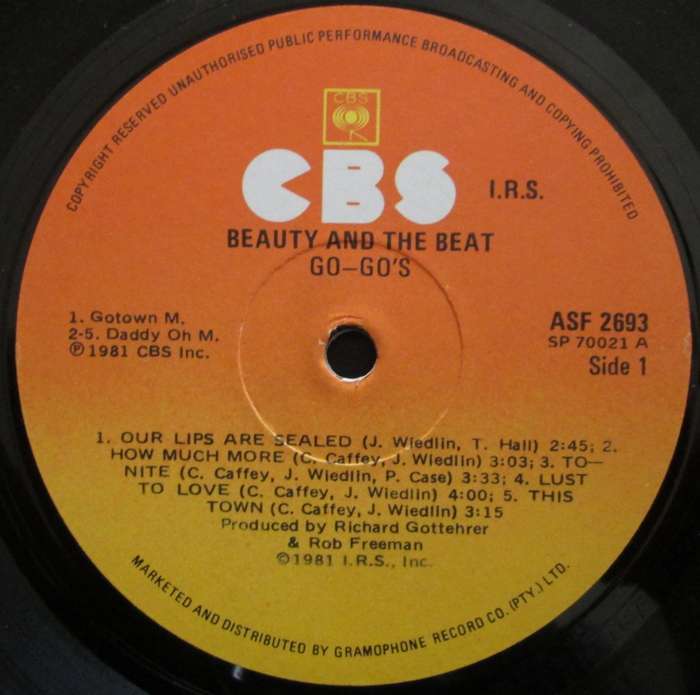 COPYRIGHT RESERVED UNAUTHORISED PUBLIC PERFORMANCE BROADCASTING AND COPYING PROHIBITED
CBS
CBS
I.R.S.
BEAUTY AND THE BEAT
GO-GO'S
1. Gotown M.
2-5. Daddy Oh M.
℗ 1981 CBS Inc.
ASF 2693
SP 70021 A
Side 1
1. OUR LIPS ARE SEALED (J. Wiedlin, T. Hall) 2:45; 2.
HOW MUCH MORE (C. Caffey, J. Wiedlin) 3:03; 3. TO—
NITE (C. Caffey, J. Wiedlin, P. Case) 3:33; 4. LUST
TO LOVE (C. Caffey, J. Wiedlin) 4:00; 5. THIS
TOWN (C. Caffey, J. Wiedlin) 3:15
Produced by Richard Gottehrer
& Rob Freeman
©1981 I.R.S., Inc.
MARKETED AND DISTRIBUTED BY GRAMOPHONE RECORD CO. (PTY.) LTD.